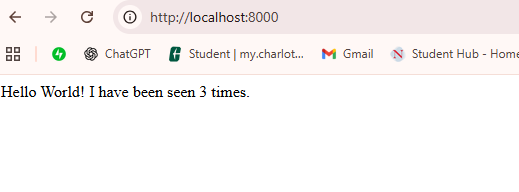 http://localhost:8000
ChatGPT
Student | my.charlot...
Gmail
Student Hub - Home
Hello World! I have been seen 3 times.